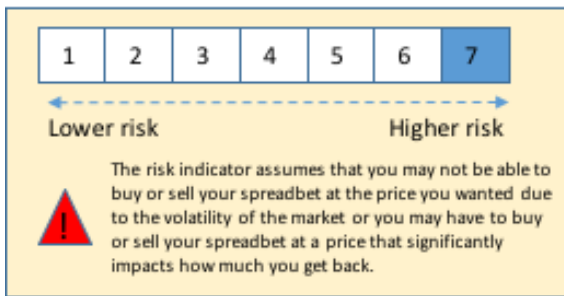 1 2 3 4 5 6 7
Lower risk Higher risk
The risk indicator assumes that you may not be able to
buy or sell your spreadbet at the price you wanted due
to the volatility of the market or you may have to buy
or sell your spreadbet at a price that significantly
impacts how much you get back.
!